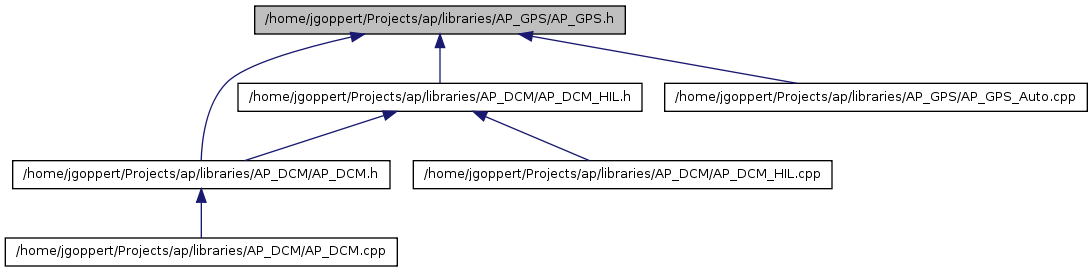 /home/jgoppert/Projects/ap/libraries/AP_GPS/AP_GPS.h
/home/jgoppert/Projects/ap/libraries/AP_DCM/AP_DCM_HIL.h
/home/jgoppert/Projects/ap/libraries/AP_GPS/AP_GPS_Auto.cpp
/home/jgoppert/Projects/ap/libraries/AP_DCM/AP_DCM.h
/home/jgoppert/Projects/ap/libraries/AP_DCM/AP_DCM_HIL.cpp
/home/jgoppert/Projects/ap/libraries/AP_DCM/AP_DCM.cpp